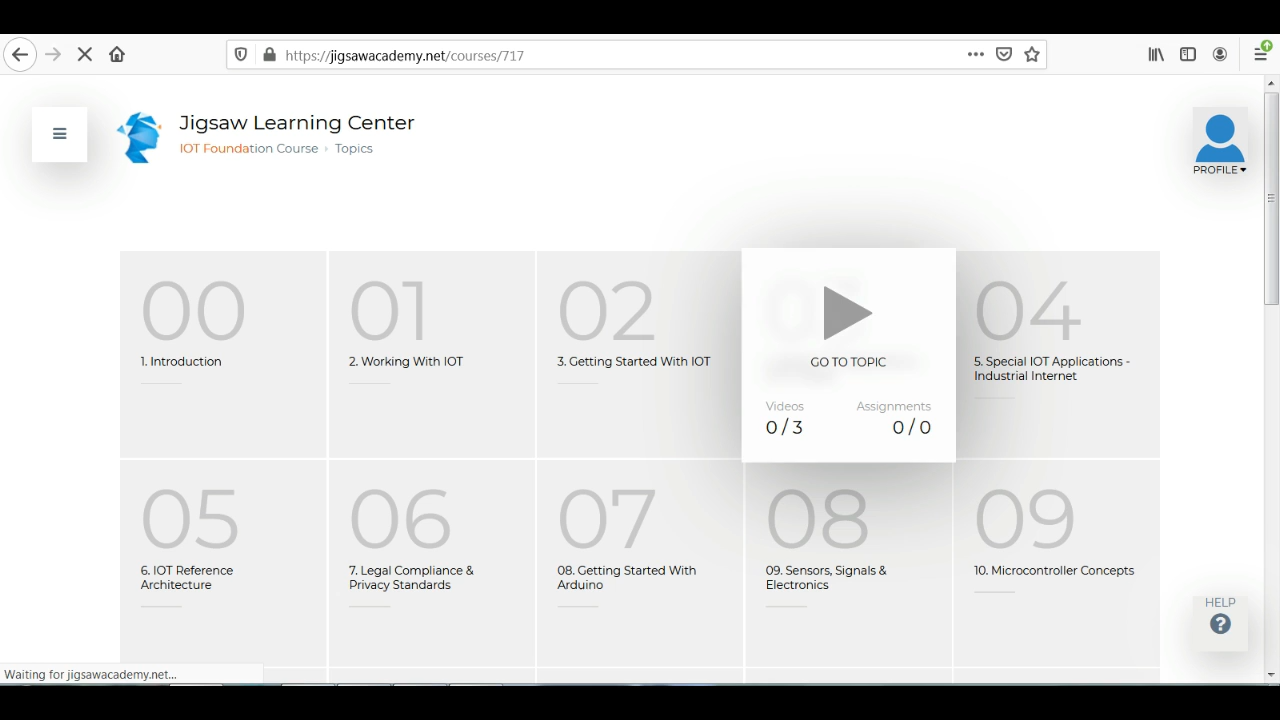 https://jigsawacademy.net/courses/717
Jigsaw Learning Center
IOT Foundation Course › Topics
PROFILE
00
1. Introduction
01
2. Working With IOT
02
3. Getting Started With IOT
GO TO TOPIC
Videos
0 / 3
Assignments
0 / 0
04
5. Special IOT Applications -
Industrial Internet
05
6. IOT Reference
Architecture
06
7. Legal Compliance &
Privacy Standards
07
08. Getting Started With
Arduino
08
09. Sensors, Signals &
Electronics
09
10. Microcontroller Concepts
HELP
?
Waiting for jigsawacademy.net...